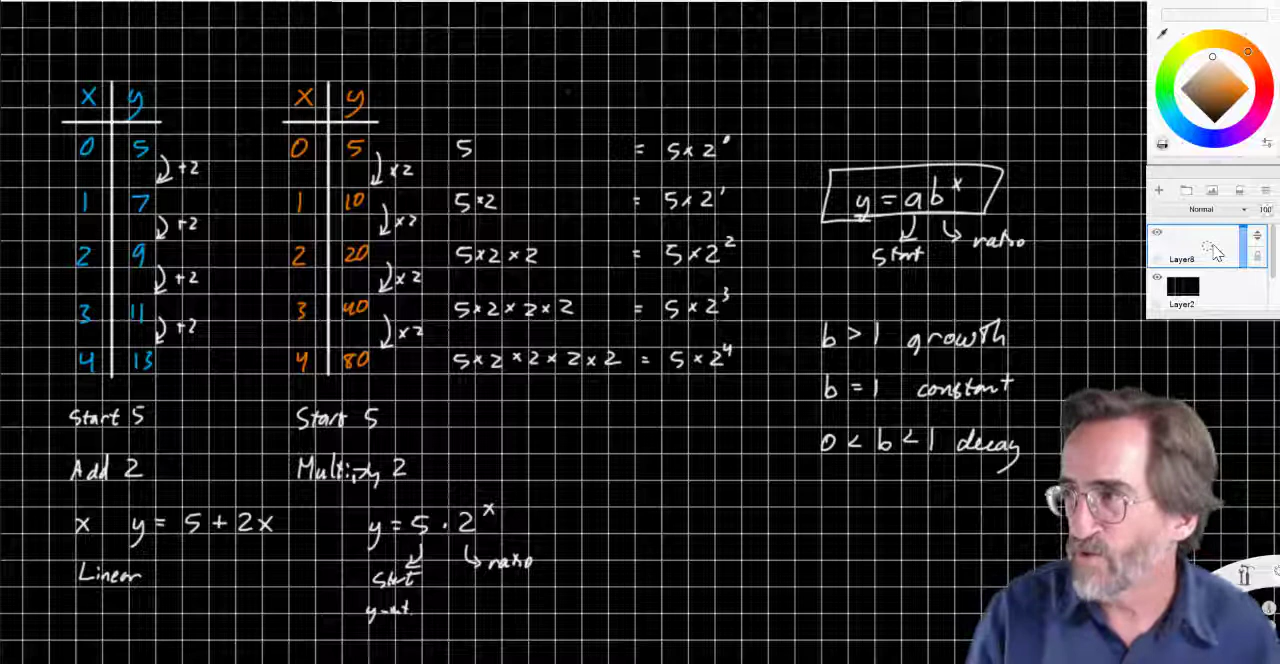 x y
0 5
+2
1 7
+2
2 9
+2
3 11
+2
4 13
Start 5
Add 2
x y = 5 + 2x
Linear
x y
0 5
×2
1 10
×2
2 20
×2
3 40
×2
4 80
Start 5
Multiply 2
y = 5 · 2^x
start
ratio
y-int.
5 = 5 × 2^0
5×2 = 5 × 2^1
5×2 × 2 = 5 × 2^2
5×2 × 2 × 2 = 5 × 2^3
5×2 × 2 × 2 × 2 = 5 × 2^4
y = ab^x
start
ratio
b > 1 growth
b = 1 constant
0 < b < 1 decay
Normal 100
Layer8
Layer2